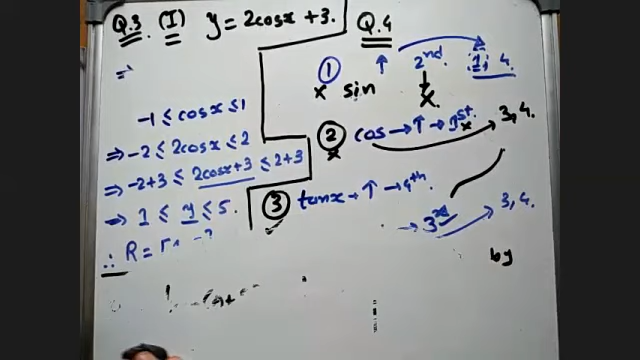 Q.3. (I) y = 2cosx + 3.
⇒
-1 ≤ cosx ≤ 1
⇒ -2 ≤ 2cosx ≤ 2
⇒ -2+3 ≤ 2cosx+3 ≤ 2+3
⇒ 1 ≤ y ≤ 5.
∴ R =
Q.4
① ↑ 2nd. 1, 4.
x sin x.
② cos → ↑ → 1st. x 3, 4.
x
③ tanx → ↑ → 4th.
→ 3rd 3, 4.
by